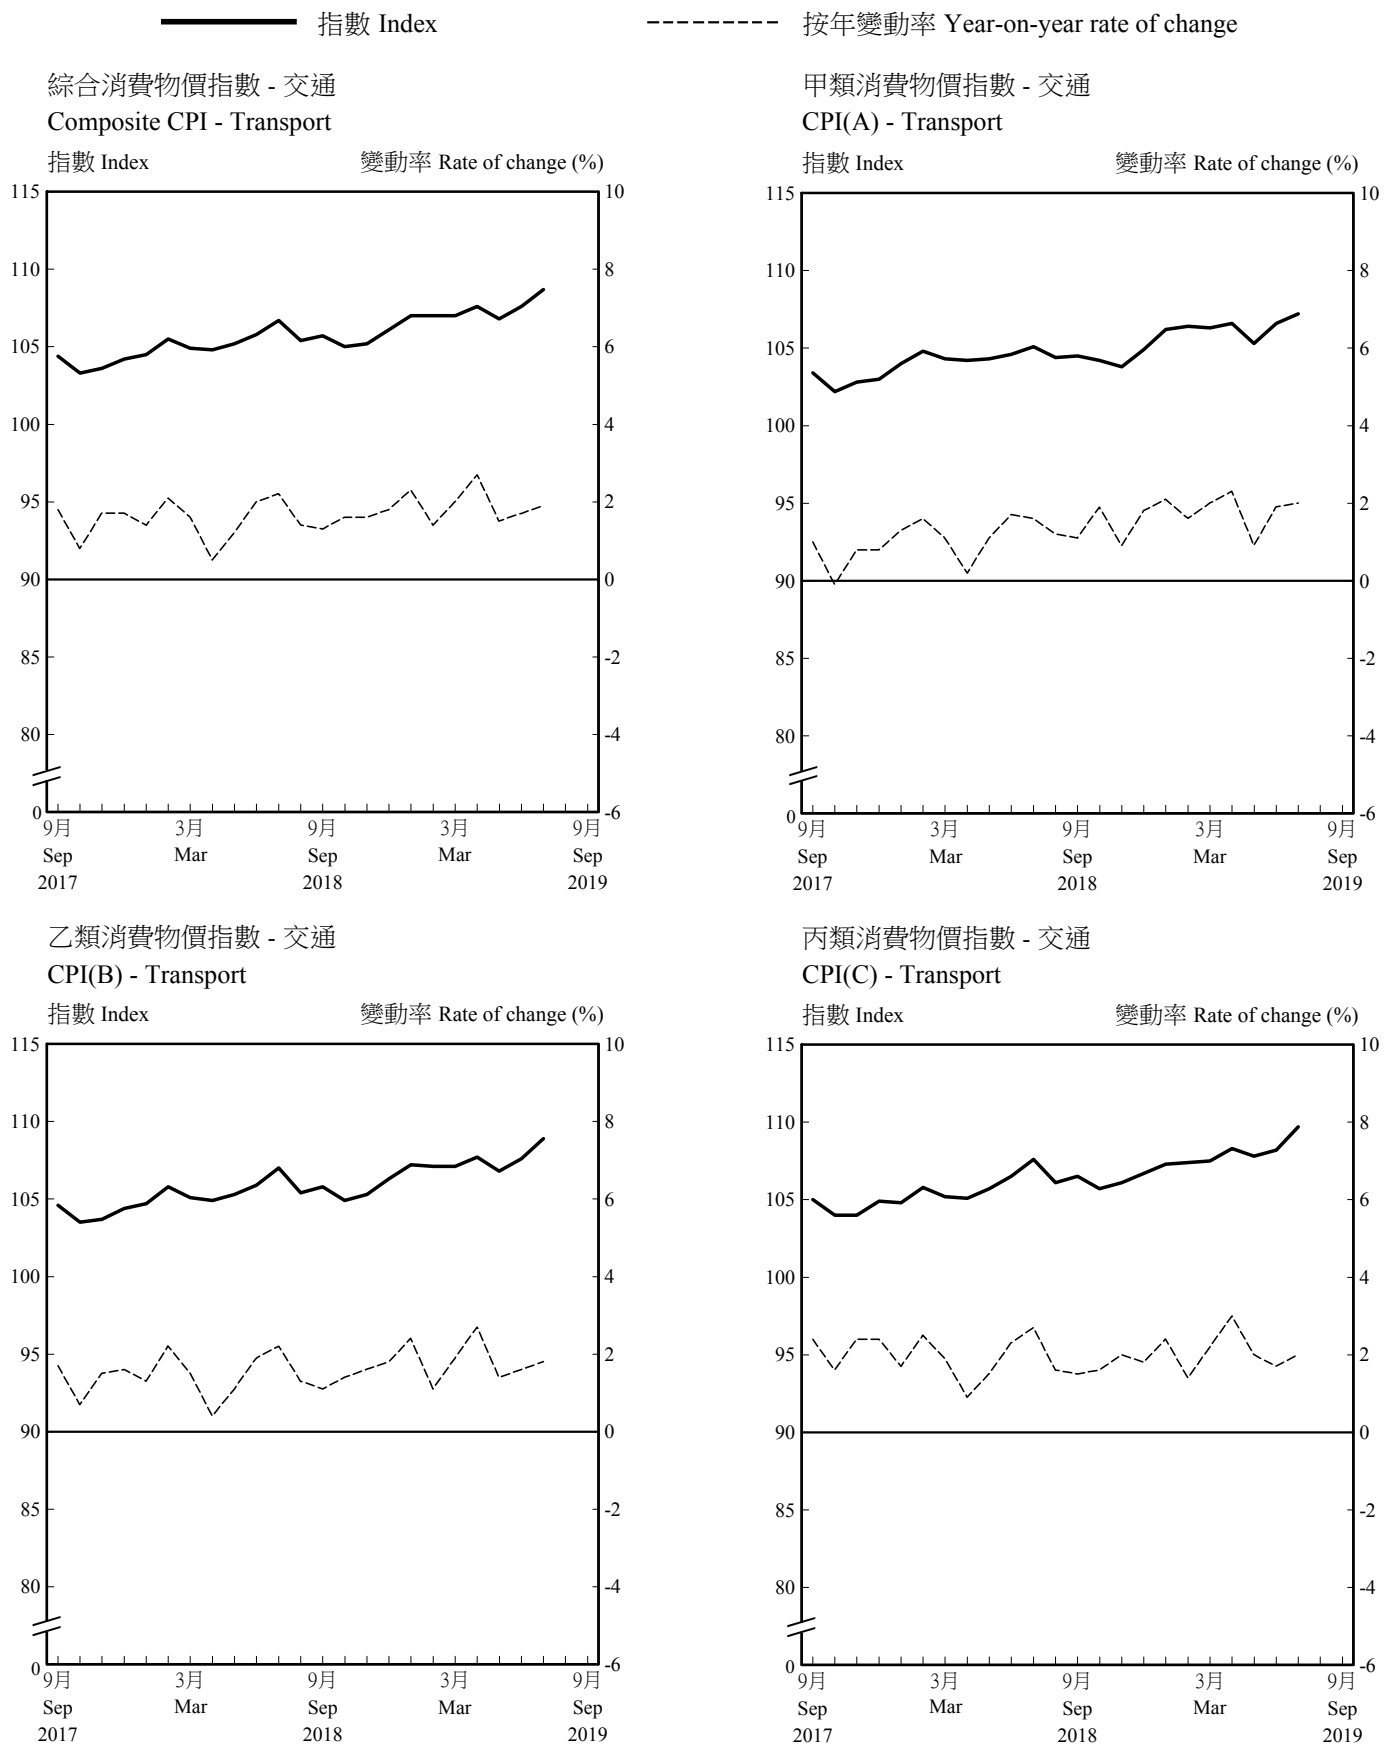 指數 Index
按年變動率 Year-on-year rate of change
綜合消費物價指數 - 交通
Composite CPI - Transport
指數 Index
變動率 Rate of change (%)
115
110
105
100
95
90
85
80
0
10
8
6
4
2
0
-2
-4
-6
9月
3月
9月
3月
9月
Sep
Mar
Sep
Mar
Sep
2017
2018
2019
甲類消費物價指數 - 交通
CPI(A) - Transport
指數 Index
變動率 Rate of change (%)
115
110
105
100
95
90
85
80
0
10
8
6
4
2
0
-2
-4
-6
9月
3月
9月
3月
9月
Sep
Mar
Sep
Mar
Sep
2017
2018
2019
乙類消費物價指數 - 交通
CPI(B) - Transport
指數 Index
變動率 Rate of change (%)
115
110
105
100
95
90
85
80
0
10
8
6
4
2
0
-2
-4
-6
9月
3月
9月
3月
9月
Sep
Mar
Sep
Mar
Sep
2017
2018
2019
丙類消費物價指數 - 交通
CPI(C) - Transport
指數 Index
變動率 Rate of change (%)
115
110
105
100
95
90
85
80
0
10
8
6
4
2
0
-2
-4
-6
9月
3月
9月
3月
9月
Sep
Mar
Sep
Mar
Sep
2017
2018
2019